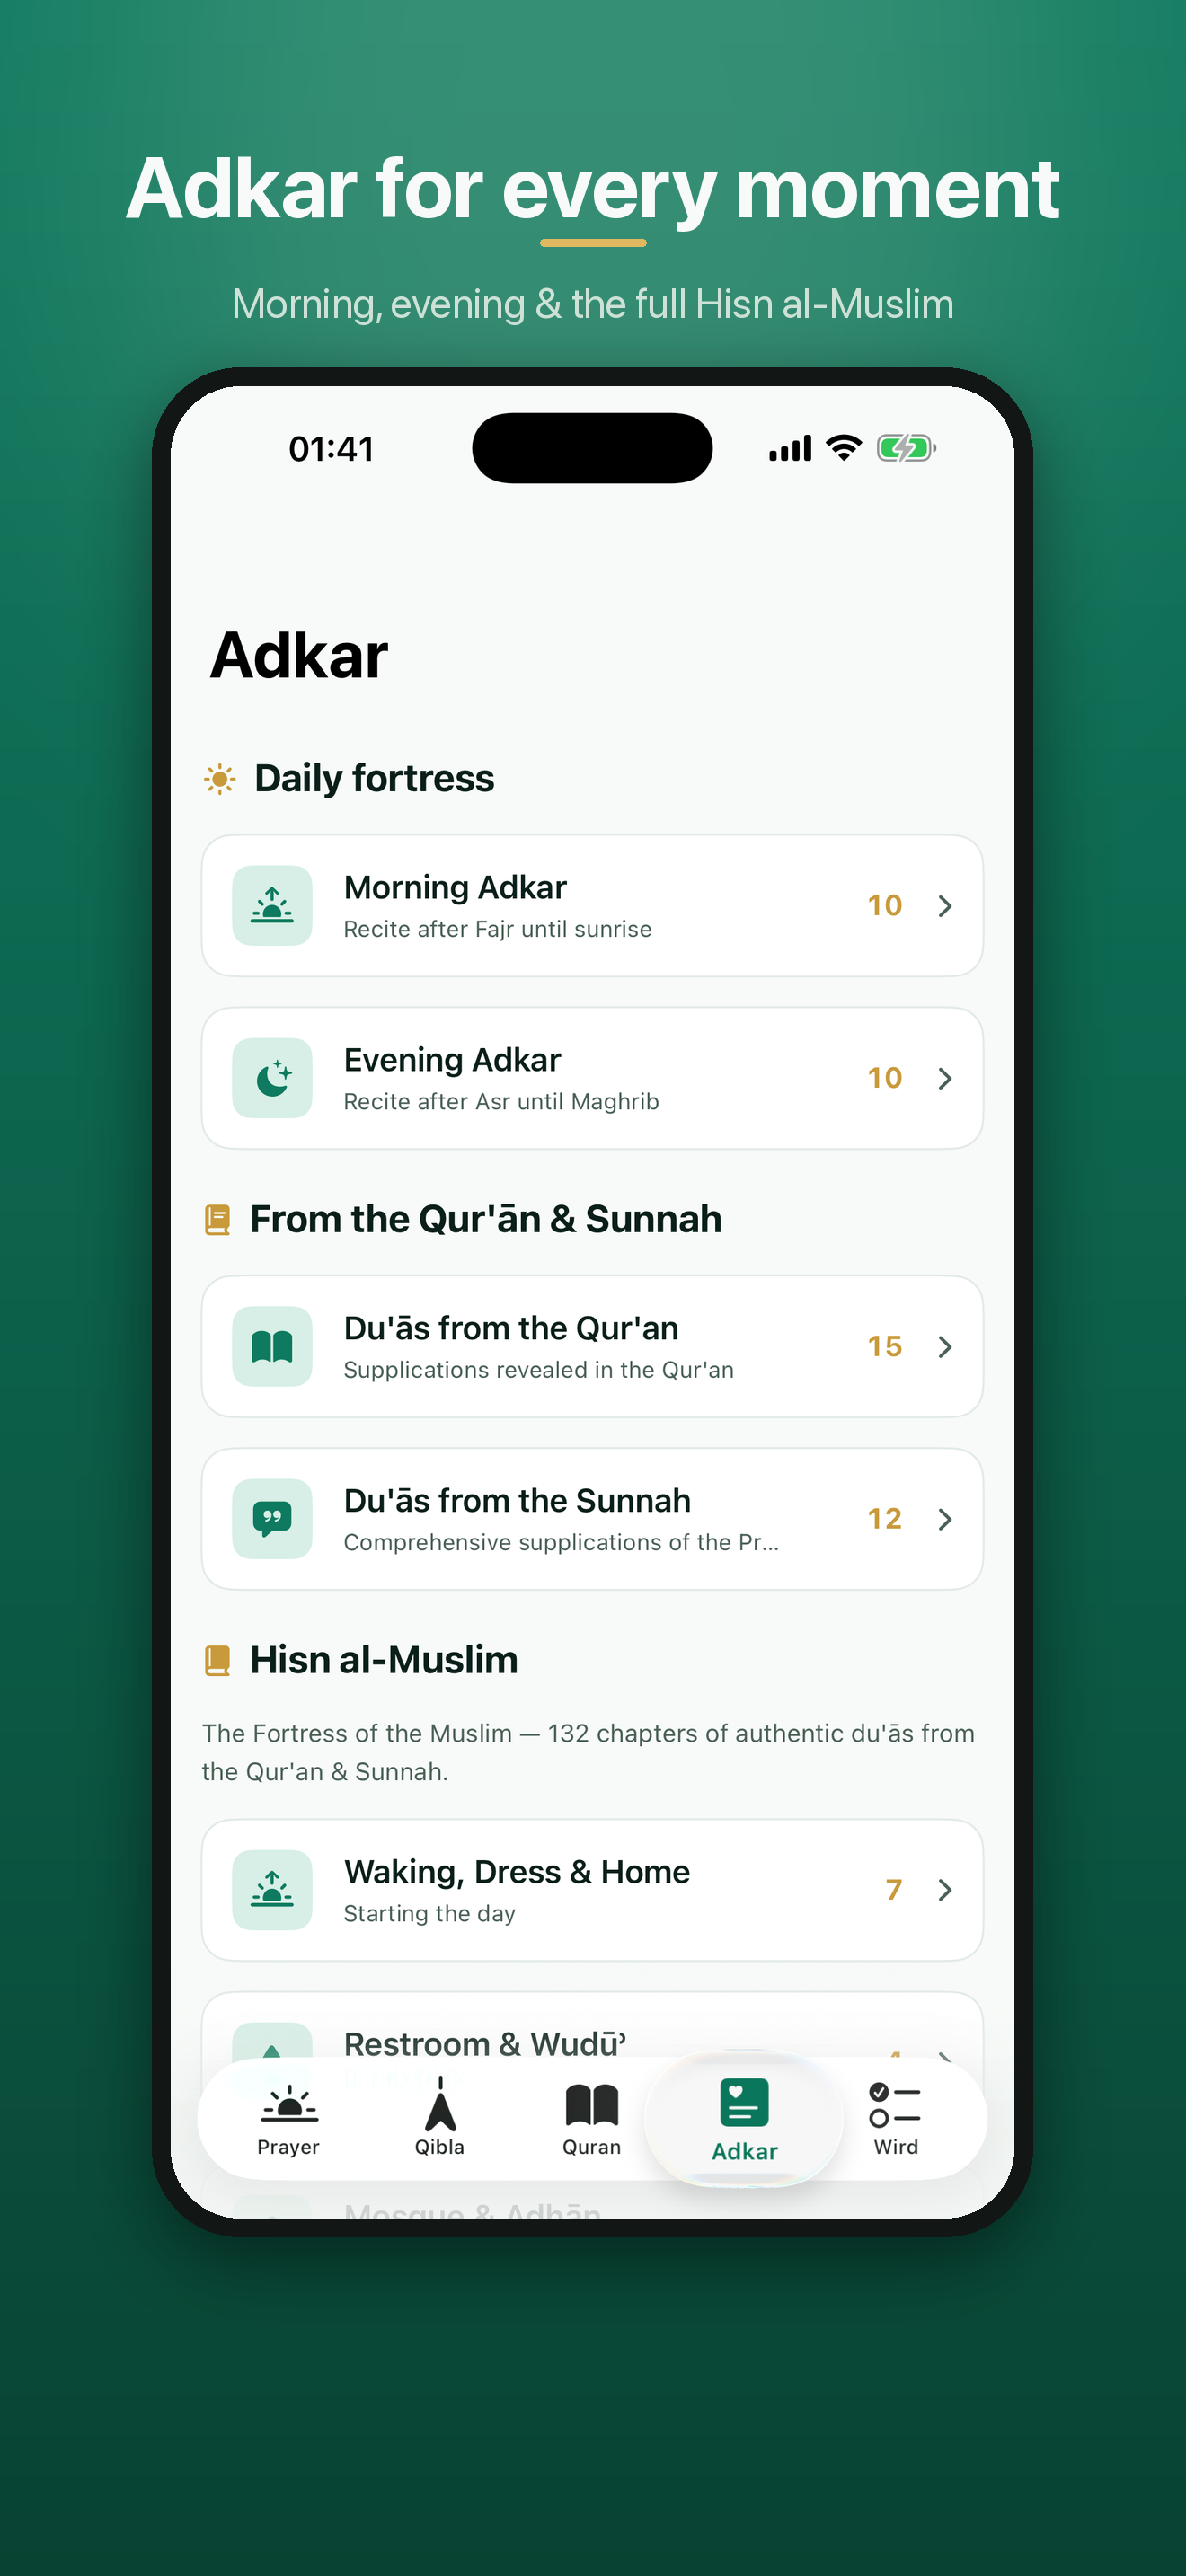 Adkar for every moment
Morning, evening & the full Hisn al-Muslim
01:41
Adkar
Daily fortress
Morning Adkar
Recite after Fajr until sunrise
10
Evening Adkar
Recite after Asr until Maghrib
10
From the Qur'ān & Sunnah
Du'ās from the Qur'an
Supplications revealed in the Qur'an
15
Du'ās from the Sunnah
Comprehensive supplications of the Pr...
12
Hisn al-Muslim
The Fortress of the Muslim — 132 chapters of authentic du'ās from
the Qur'an & Sunnah.
Waking, Dress & Home
Starting the day
7
Restroom & Wudūʾ
Prayer
Qibla
Quran
Adkar
Wird
Mosque & Adhān